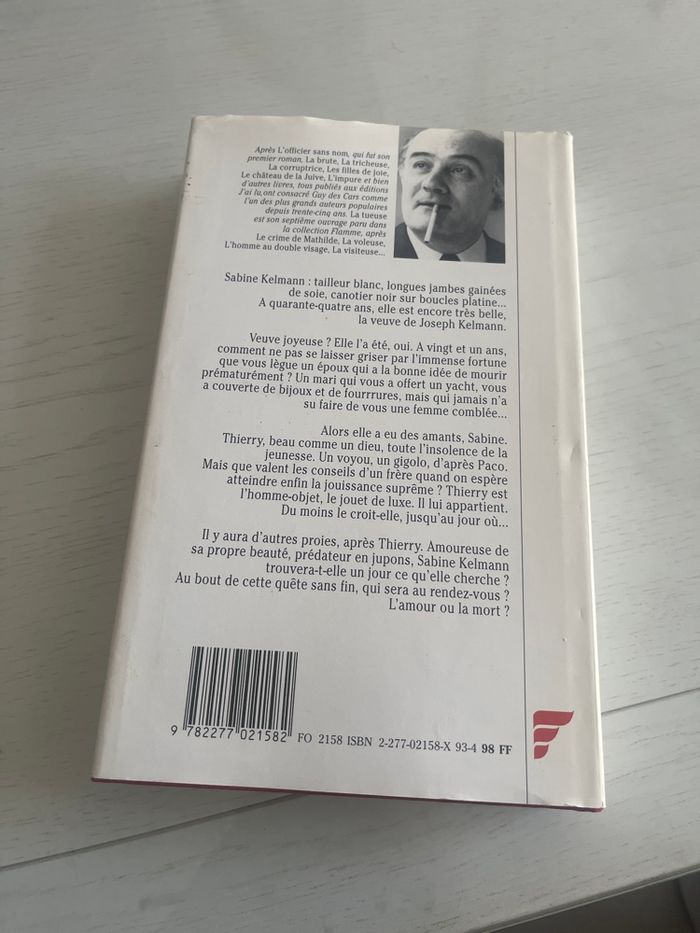 Après L'officier sans nom, qui fut son
premier roman, La brute, La tricheuse,
La corruptrice, Les filles de joie,
Le château de la Juive, L'impure et bien
d'autres livres, tous publiés aux éditions
J'ai lu, ont consacré Guy des Cars comme
l'un des plus grands auteurs populaires
depuis trente-cinq ans. La tueuse
est son septième ouvrage paru dans
la collection Flamme, après
Le crime de Mathilde, La voleuse,
L'homme au double visage, La visiteuse...
Sabine Kelmann : tailleur blanc, longues jambes gainées
de soie, canotier noir sur boucles platine...
A quarante-quatre ans, elle est encore très belle,
la veuve de Joseph Kelmann.
Veuve joyeuse ? Elle l'a été, oui. A vingt et un ans,
comment ne pas se laisser griser par l'immense fortune
que vous lègue un époux qui a la bonne idée de mourir
prématurément ? Un mari qui vous a offert un yacht, vous
a couverte de bijoux et de fourrrures, mais qui jamais n'a
su faire de vous une femme comblée...
Alors elle a eu des amants, Sabine.
Thierry, beau comme un dieu, toute l'insolence de la
jeunesse. Un voyou, un gigolo, d'après Paco.
Mais que valent les conseils d'un frère quand on espère
atteindre enfin la jouissance suprême ? Thierry est
l'homme-objet, le jouet de luxe. Il lui appartient.
Du moins le croit-elle, jusqu'au jour où...
Il y aura d'autres proies, après Thierry. Amoureuse de
sa propre beauté, prédateur en jupons, Sabine Kelmann
trouvera-t-elle un jour ce qu'elle cherche ?
Au bout de cette quête sans fin, qui sera au rendez-vous ?
L'amour ou la mort ?
9 782277 021582 FO 2158 ISBN 2-277-02158-X 93-4 98 FF